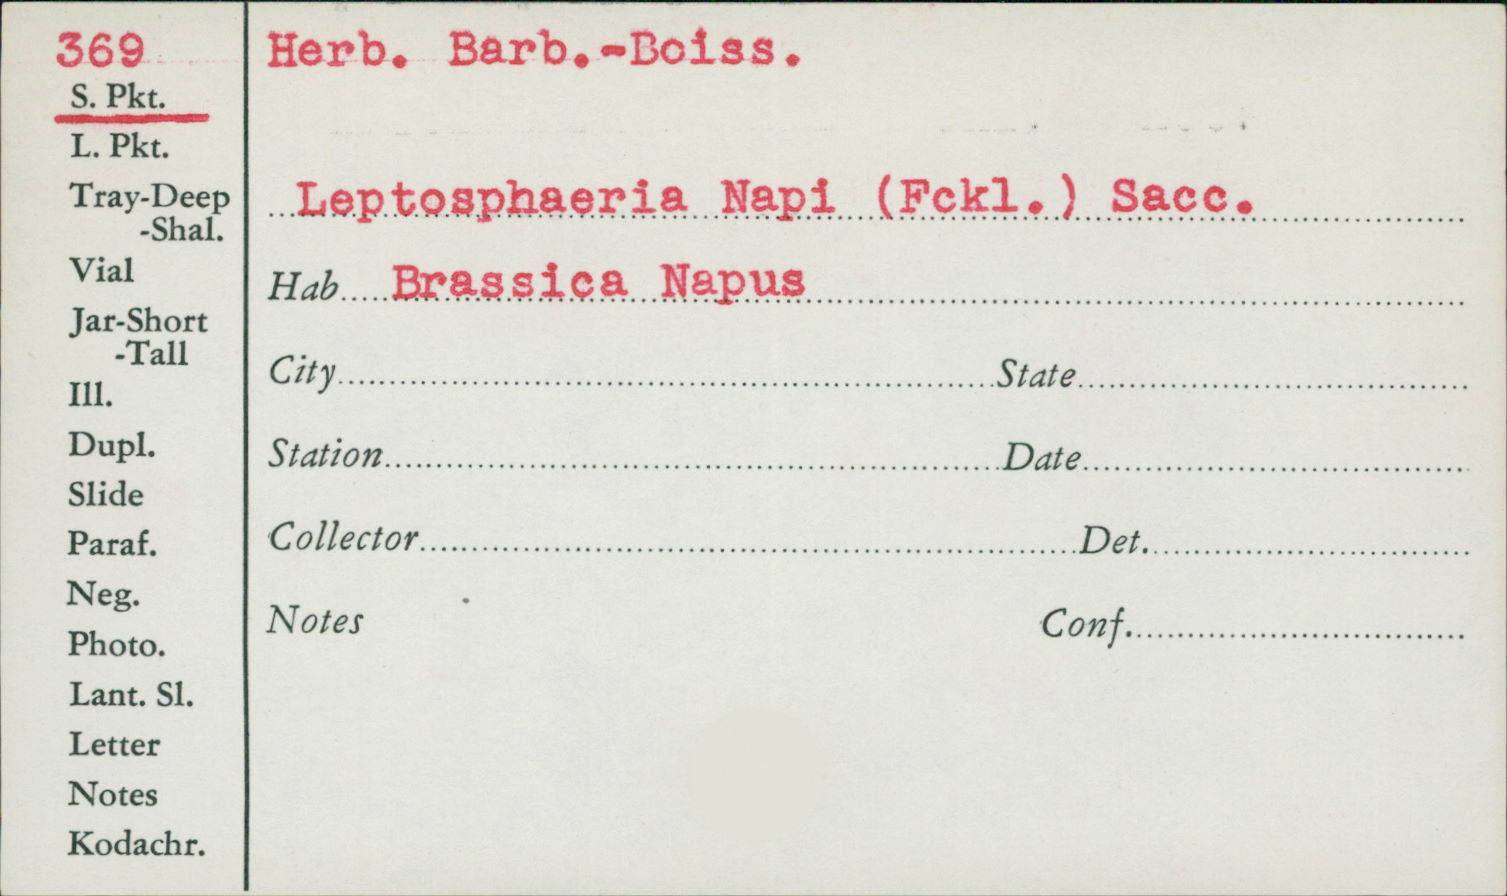 369
S. Pkt.
L. Pkt.
Tray-Deep
-Shal.
Vial
Jar-Short
-Tall
Ill.
Dupl.
Slide
Paraf.
Neg.
Photo.
Lant. Sl.
Letter
Notes
Kodachr.
Herb. Barb.-Boiss.
Leptosphaeria Napi (Fckl.) Sacc.
Hab Brassica Napus
City State
Station Date
Collector Det.
Notes Conf.